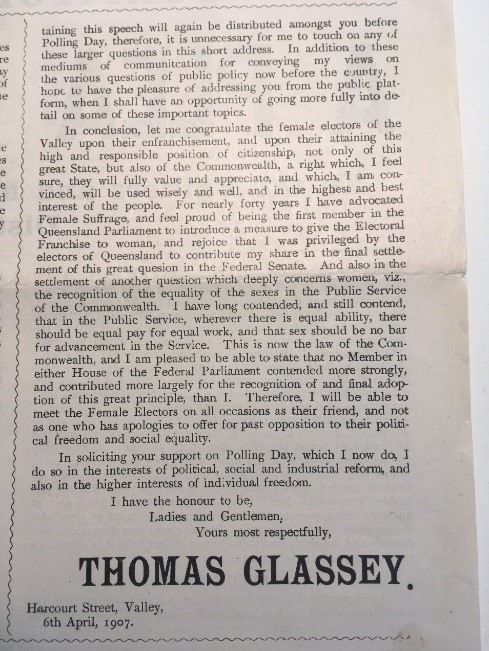 es
re
ay
of
ne
e
es
e
e
d
e
y
taining this speech will again be distributed amongst you before
Polling Day, therefore, it is unnecessary for me to touch on any of
these larger questions in this short address. In addition to these
mediums of communitcation for conveying my views on
the various questions of public policy now before the country, I
hope to have the pleasure of addressing you from the public plat-
form, when I shall have an opportunity of going more fully into de-
tail on some of these important topics.
In conclusion, let me congratulate the female electors of the
Valley upon their enfranchisement, and upon their attaining the
high and responsible position of citizenship, not only of this
great State, but also of the Commonwealth, a right which, I feel
sure, they will fully value and appreciate, and which, I am con-
vinced, will be used wisely and well, and in the highest and best
interest of the people. For nearly forty years I have advocated
Female Suffrage, and feel proud of being the first member in the
Queensland Parliament to introduce a measure to give the Electoral
Franchise to woman, and rejoice that I was privileged by the
electors of Queensland to contribute my share in the final settle-
ment of this great quesion in the Federal Senate. And also in the
settlement of another question which deeply concerns women, viz.,
the recognition of the equality of the sexes in the Public Service
of the Commonwealth. I have long contended, and still contend,
that in the Public Service, wherever there is equal ability, there
should be equal pay for equal work, and that sex should be no bar
for advancement in the Service. This is now the law of the Com-
monwealth, and I am pleased to be able to state that no Member in
either House of the Federal Parliament contended more strongly,
and contributed more largely for the recognition of and final adop-
tion of this great principle, than I. Therefore, I will be able to
meet the Female Electors on all occasions as their friend, and not
as one who has apologies to offer for past opposition to their politi-
cal freedom and social equality.
In soliciting your support on Polling Day, which I now do, I
do so in the interests of political, social and industrial reform, and
also in the higher interests of individual freedom.
I have the honour to be,
Ladies and Gentlemen,
Yours most respectfully,
THOMAS GLASSEY.
Harcourt Street, Valley,
6th April, 1907.